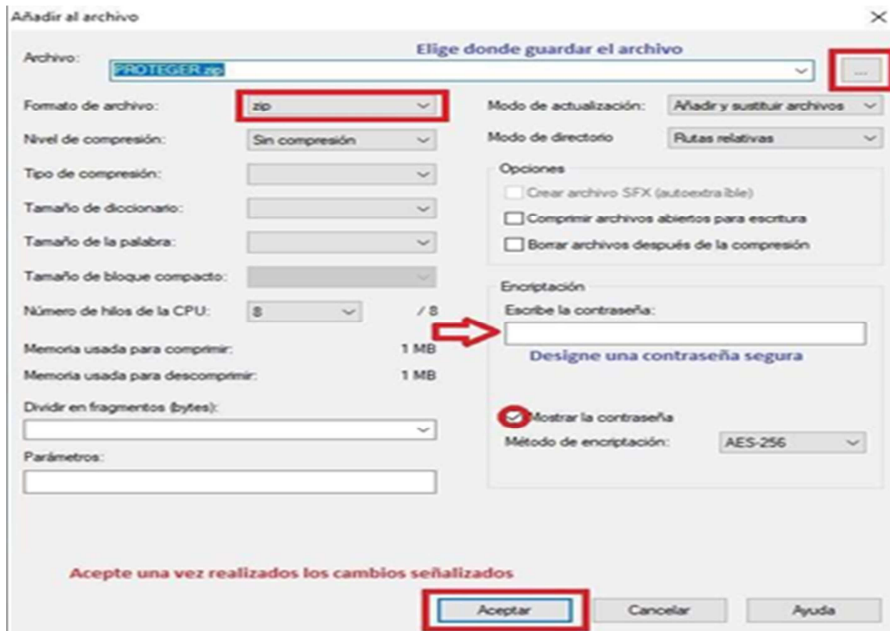 Añadir al archivo
Archivo:
Elige donde guardar el archivo
PROTEGER.zip
...
Formato de archivo:
zip
Nivel de compresión:
Sin compresión
Tipo de compresión:
Tamaño de diccionario:
Tamaño de la palabra:
Tamaño de bloque compacto:
Número de hilos de la CPU:
8
/ 8
Memoria usada para comprimir:
1 MB
Memoria usada para descomprimir:
1 MB
Dividir en fragmentos (bytes):
Parámetros:
Modo de actualización:
Añadir y sustituir archivos
Modo de directorio
Rutas relativas
Opciones
Crear archivo SFX (autoextraíble)
Comprimir archivos abiertos para escritura
Borrar archivos después de la compresión
Encriptación
Escribe la contraseña:
Designe una contraseña segura
Mostrar la contraseña
Método de encriptación:
AES-256
Acepte una vez realizados los cambios señalizados
Aceptar
Cancelar
Ayuda